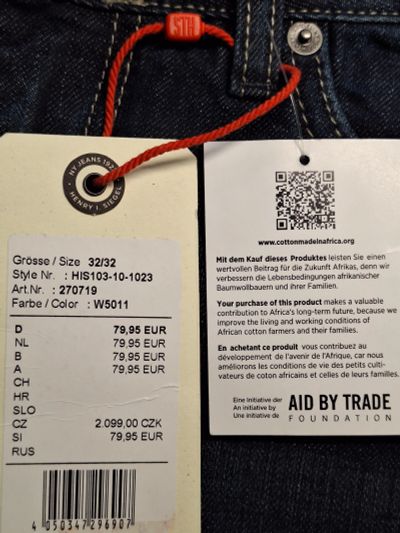 STH
NY JEANS 1923
HENRY I. SIEGEL
Grösse / Size 32/32
Style Nr. : HIS103-10-1023
Art.Nr. : 270719
Farbe / Color : W5011
D 79,95 EUR
NL 79,95 EUR
B 79,95 EUR
A 79,95 EUR
CH
HR
SLO
CZ 2.099,00 CZK
SI 79,95 EUR
RUS
4 050347 296907
www.cottonmadeinafrica.org
Mit dem Kauf dieses Produktes leisten Sie einen
wertvollen Beitrag für die Zukunft Afrikas, denn wir
verbessern die Lebensbedingungen afrikanischer
Baumwollbauern und ihrer Familien.
Your purchase of this product makes a valuable
contribution to Africa's long-term future, because we
improve the living and working conditions of
African cotton farmers and their families.
En achetant ce produit vous contribuez au
développement de l'avenir de l'Afrique, car nous
améliorons les conditions de vie des petits culti-
vateurs de coton africains et celles de leurs familles.
Eine Initiative der
An initiative by
Une initiative de
AID BY TRADE
FOUNDATION